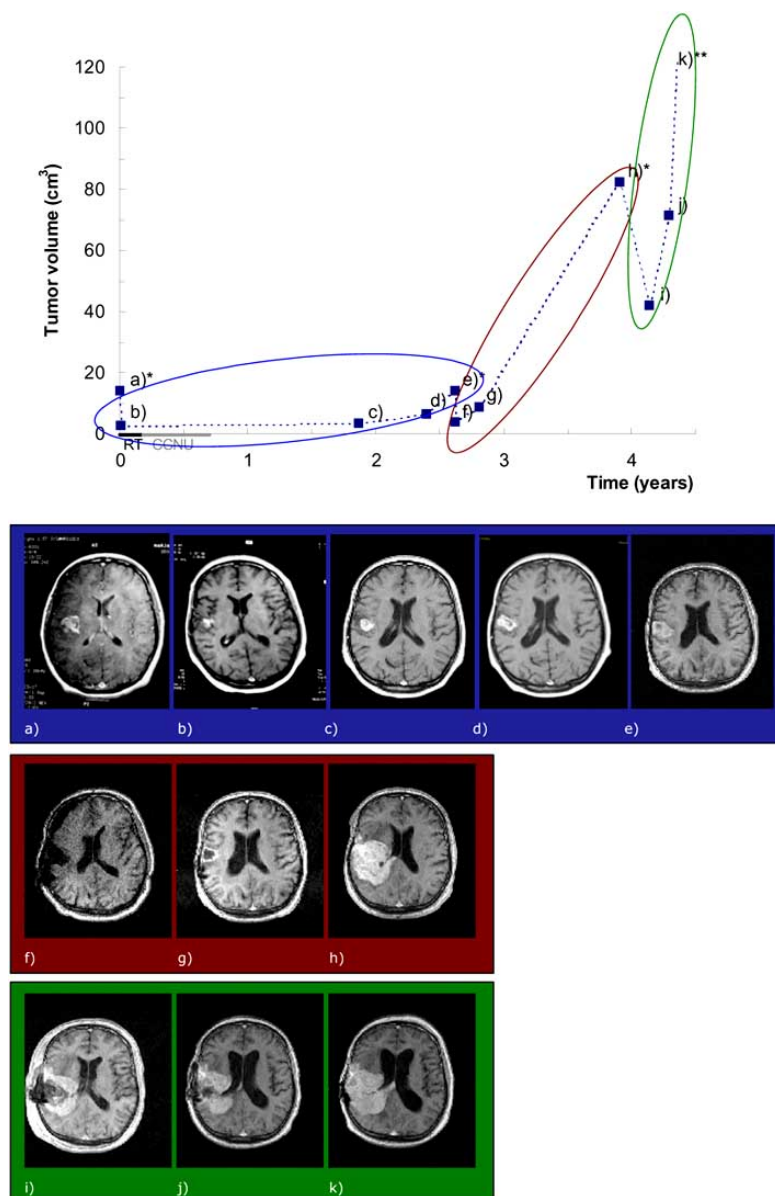 Tumor volume (cm³)
120
100
80
60
40
20
0
a)*
b)
c)
d)
e)*
f)
g)
h)*
i)
j)
k)**
RT CCNU
0 1 2 3 4
Time (years)
a) b) c) d) e)
f) g) h)
i) j) k)